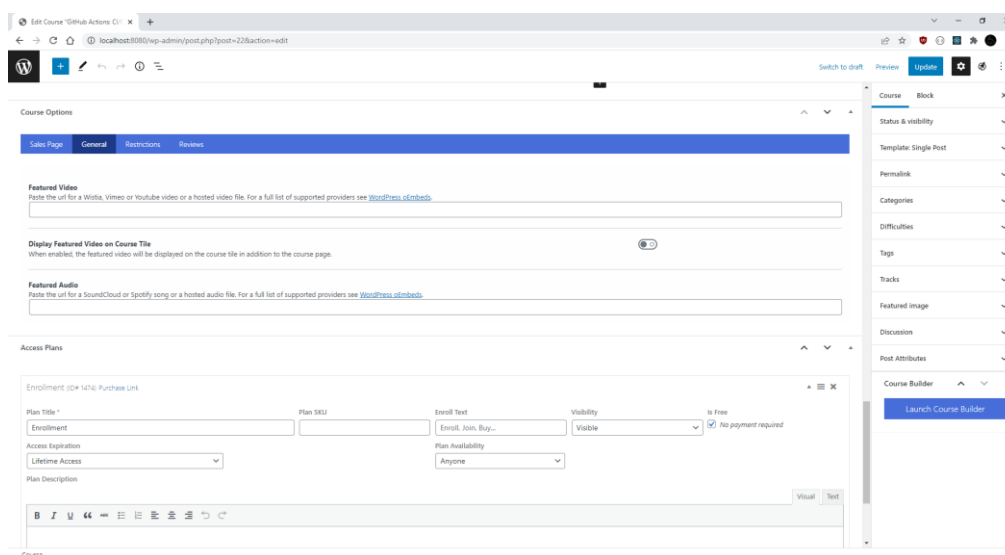 Edit Course "GitHub Actions: CI/
localhost:8080/wp-admin/post.php?post=22&action=edit
Switch to draft Preview Update
Course Options
Course Block
Sales Page General Restrictions Reviews
Status & visibility
Template: Single Post
Permalink
Featured Video
Paste the url for a Wistia, Vimeo or Youtube video or a hosted video file. For a full list of supported providers see WordPress oEmbeds.
Categories
Difficulties
Display Featured Video on Course Tile
When enabled, the featured video will be displayed on the course tile in addition to the course page.
Tags
Tracks
Featured Audio
Paste the url for a SoundCloud or Spotify song or a hosted audio file. For a full list of supported providers see WordPress oEmbeds.
Featured image
Discussion
Access Plans
Post Attributes
Course Builder
Launch Course Builder
Enrollment (ID# 1474) Purchase Link
Plan Title * Plan SKU Enroll Text Visibility Is Free
Enrollment Enroll, Join, Buy... Visible No payment required
Access Expiration Plan Availability
Lifetime Access Anyone
Plan Description
Visual Text
B I U
Course